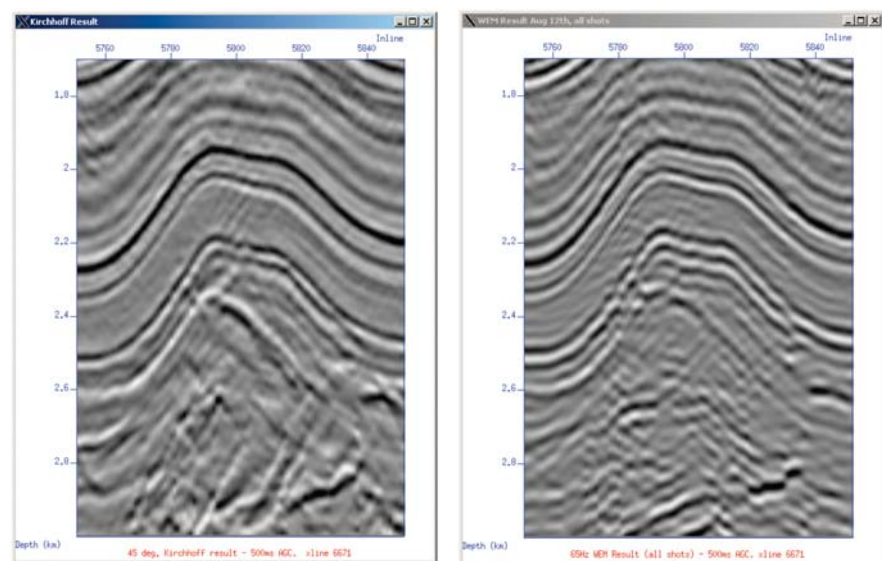 Kirchhoff Result
Inline
5760 5780 5800 5820 5840
1.8
2
2.2
2.4
2.6
2.8
Depth (km)
45 deg, Kirchhoff result - 500ms AGC, xline 6671
WEM Result Aug 12th, all shots
Inline
5760 5780 5800 5820 5840
1.8
2
2.2
2.4
2.6
2.8
Depth (km)
65Hz WEM Result (all shots) - 500ms AGC, xline 6671